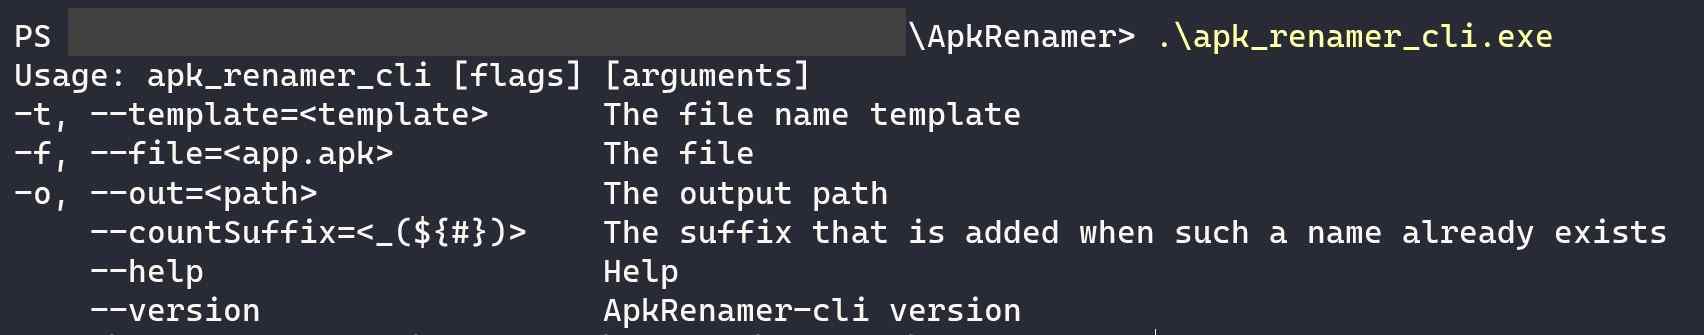 PS \ApkRenamer> .\apk_renamer_cli.exe
Usage: apk_renamer_cli [flags] [arguments]
-t, --template=<template>      The file name template
-f, --file=<app.apk>           The file
-o, --out=<path>               The output path
    --countSuffix=<_(${#})>    The suffix that is added when such a name already exists
    --help                     Help
    --version                  ApkRenamer-cli version